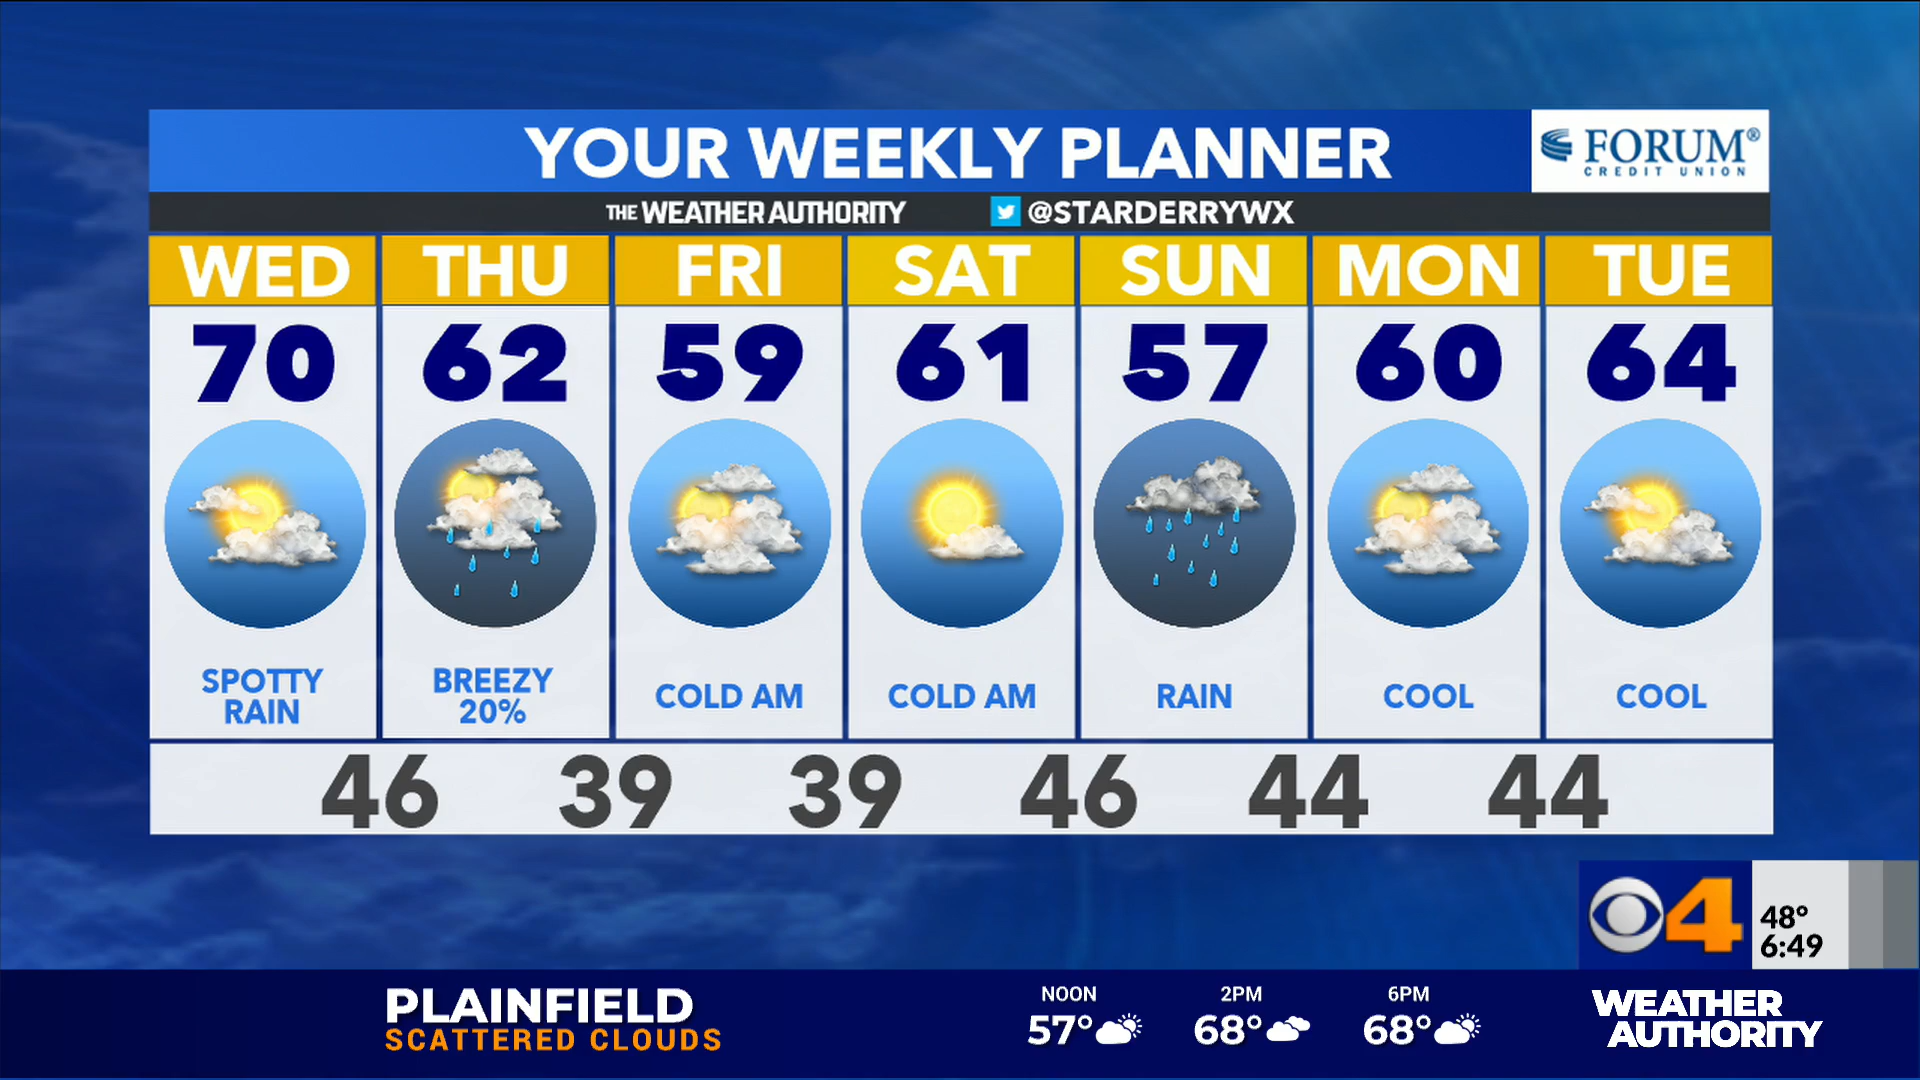 YOUR WEEKLY PLANNER
FORUM®
CREDIT UNION
THE WEATHER AUTHORITY
@STARDERRYWX
WED THU FRI SAT SUN MON TUE
70 62 59 61 57 60 64
SPOTTY RAIN
BREEZY 20%
COLD AM
COLD AM
RAIN
COOL
COOL
46 39 39 46 44 44
4
48°
6:49
PLAINFIELD
SCATTERED CLOUDS
NOON
57°
2PM
68°
6PM
68°
WEATHER
AUTHORITY